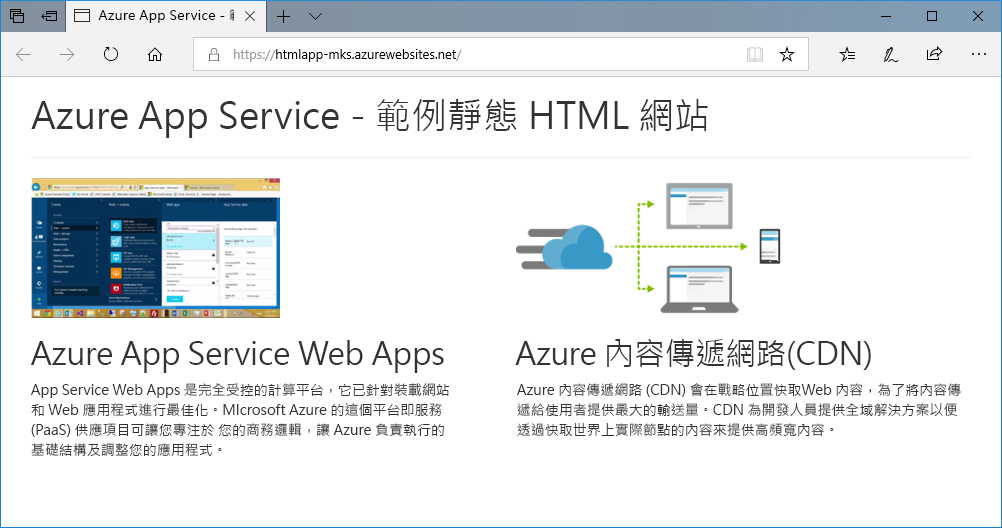 Azure App Service - 範
https://htmlapp-mks.azurewebsites.net/
Azure App Service - 範例靜態 HTML 網站
Azure App Service Web Apps
App Service Web Apps 是完全受控的計算平台，它已針對裝載網站
和 Web 應用程式進行最佳化。MIcrosoft Azure 的這個平台即服務
(PaaS) 供應項目可讓您專注於 您的商務邏輯，讓 Azure 負責執行的
基礎結構及調整您的應用程式。
Azure 內容傳遞網路(CDN)
Azure 內容傳遞網路 (CDN) 會在戰略位置快取Web 內容，為了將內容傳
遞給使用者提供最大的輸送量。CDN 為開發人員提供全域解決方案以便
透過快取世界上實際節點的內容來提供高頻寬內容。